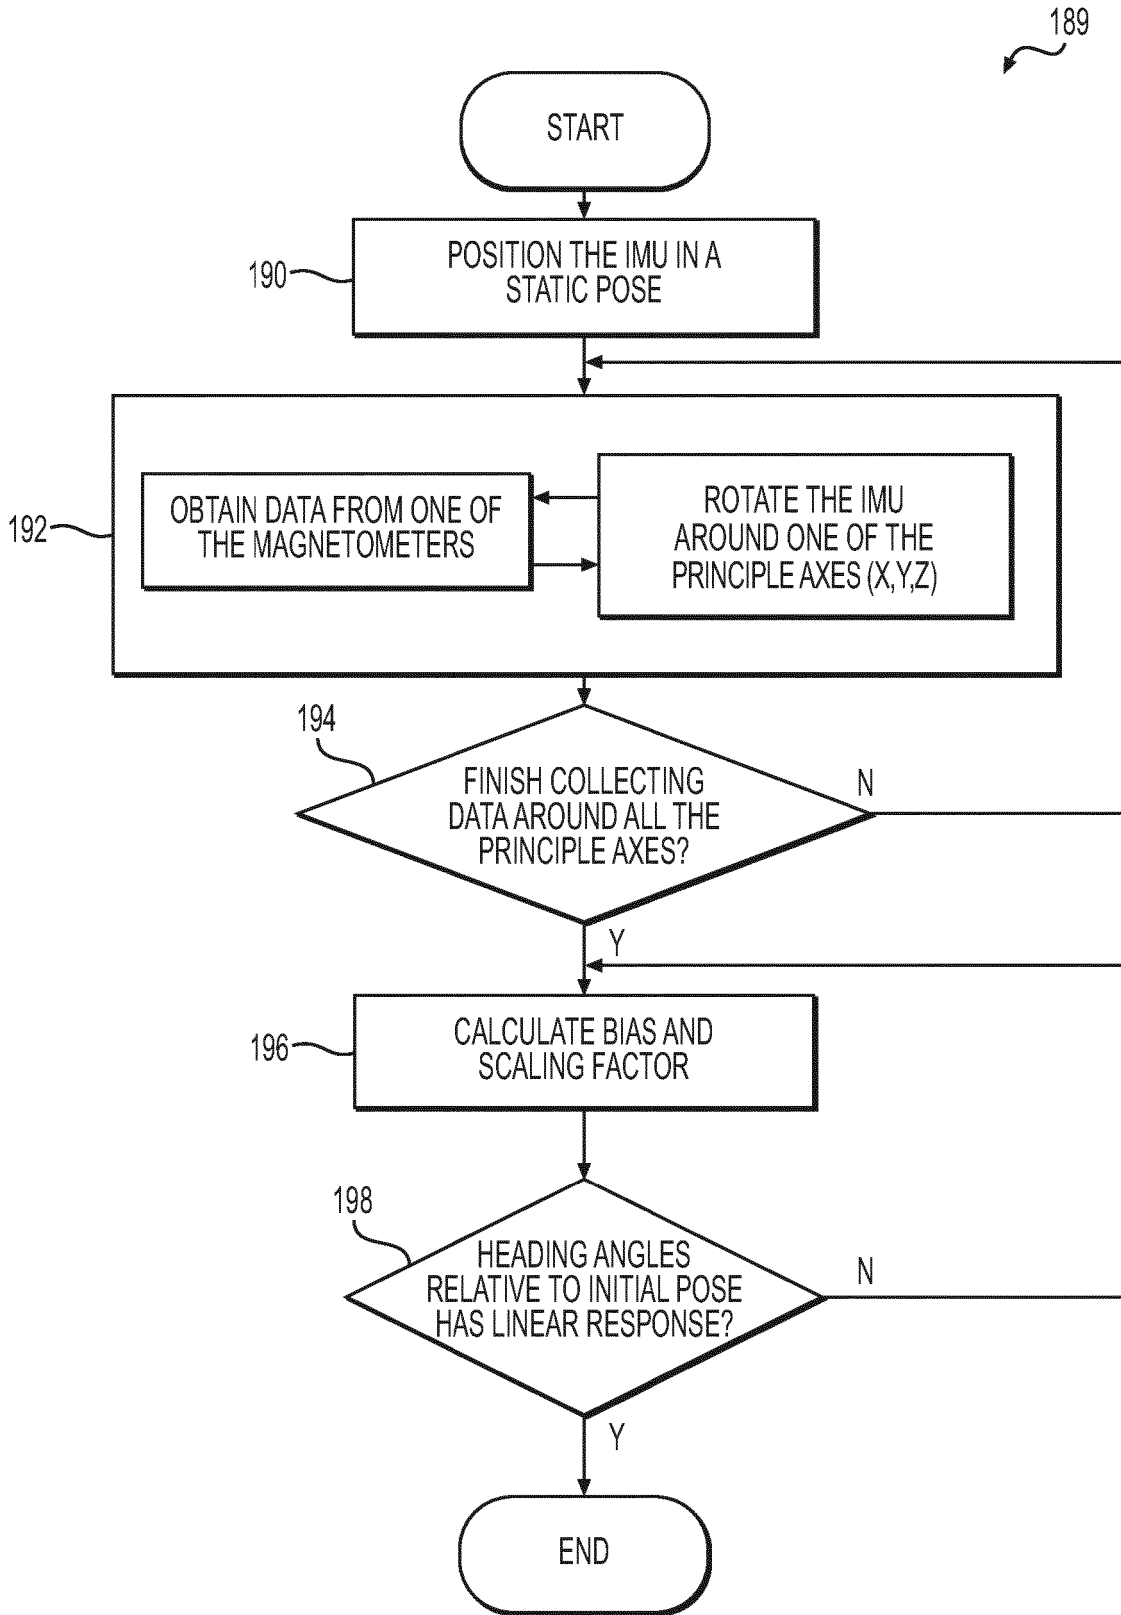 189
START
190
POSITION THE IMU IN A
STATIC POSE
192
OBTAIN DATA FROM ONE OF
THE MAGNETOMETERS
ROTATE THE IMU
AROUND ONE OF THE
PRINCIPLE AXES (X,Y,Z)
194
FINISH COLLECTING
DATA AROUND ALL THE
PRINCIPLE AXES?
N
Y
196
CALCULATE BIAS AND
SCALING FACTOR
198
HEADING ANGLES
RELATIVE TO INITIAL POSE
HAS LINEAR RESPONSE?
N
Y
END